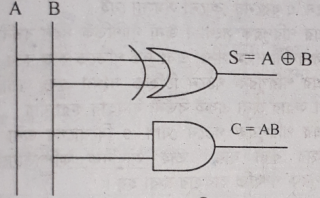 A B
S = A ⊕ B
C = AB